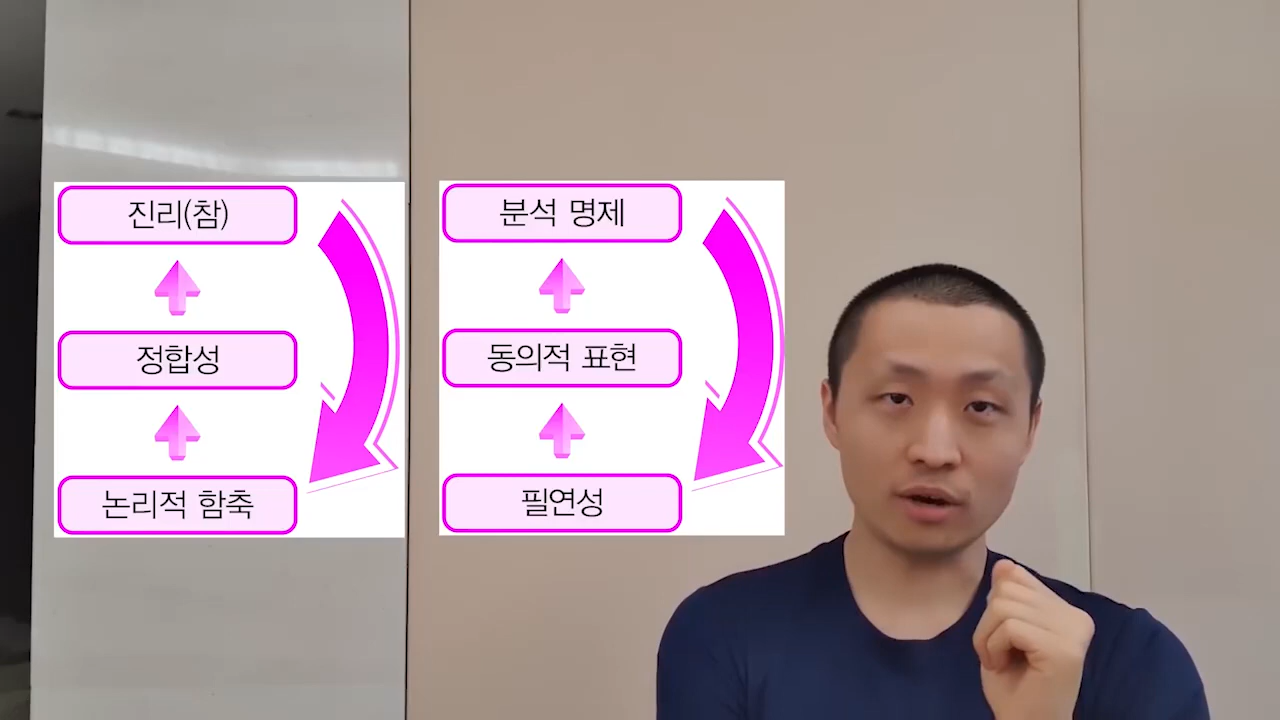 진리(참)
정합성
논리적 함축
분석 명제
동의적 표현
필연성